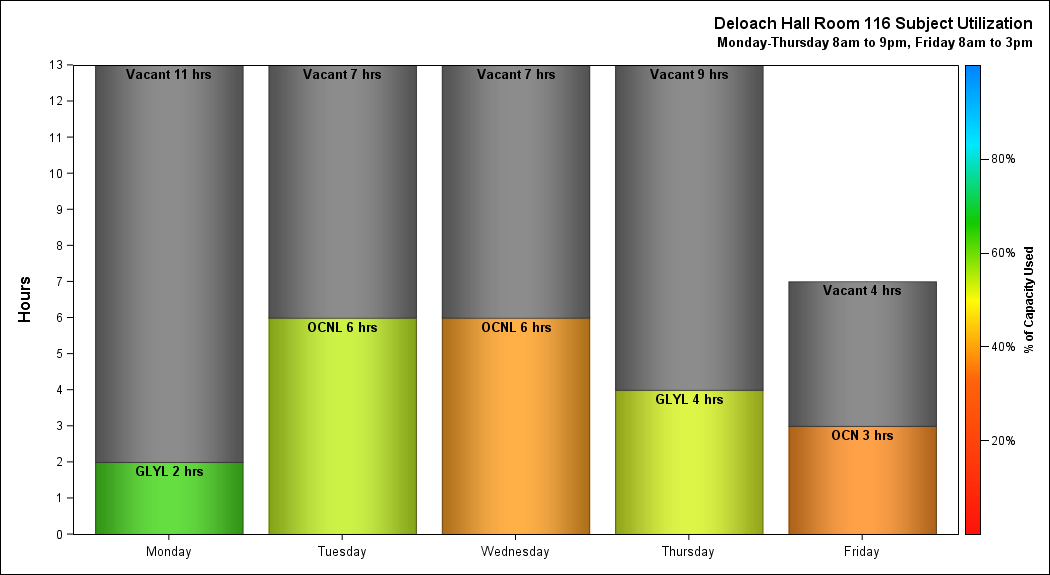 Deloach Hall Room 116 Subject Utilization
Monday-Thursday 8am to 9pm, Friday 8am to 3pm
13
12
11
10
9
8
7
6
5
4
3
2
1
0
Hours
Vacant 11 hrs
GLYL 2 hrs
Vacant 7 hrs
OCNL 6 hrs
Vacant 7 hrs
OCNL 6 hrs
Vacant 9 hrs
GLYL 4 hrs
Vacant 4 hrs
OCN 3 hrs
Monday
Tuesday
Wednesday
Thursday
Friday
80%
60%
40%
20%
% of Capacity Used